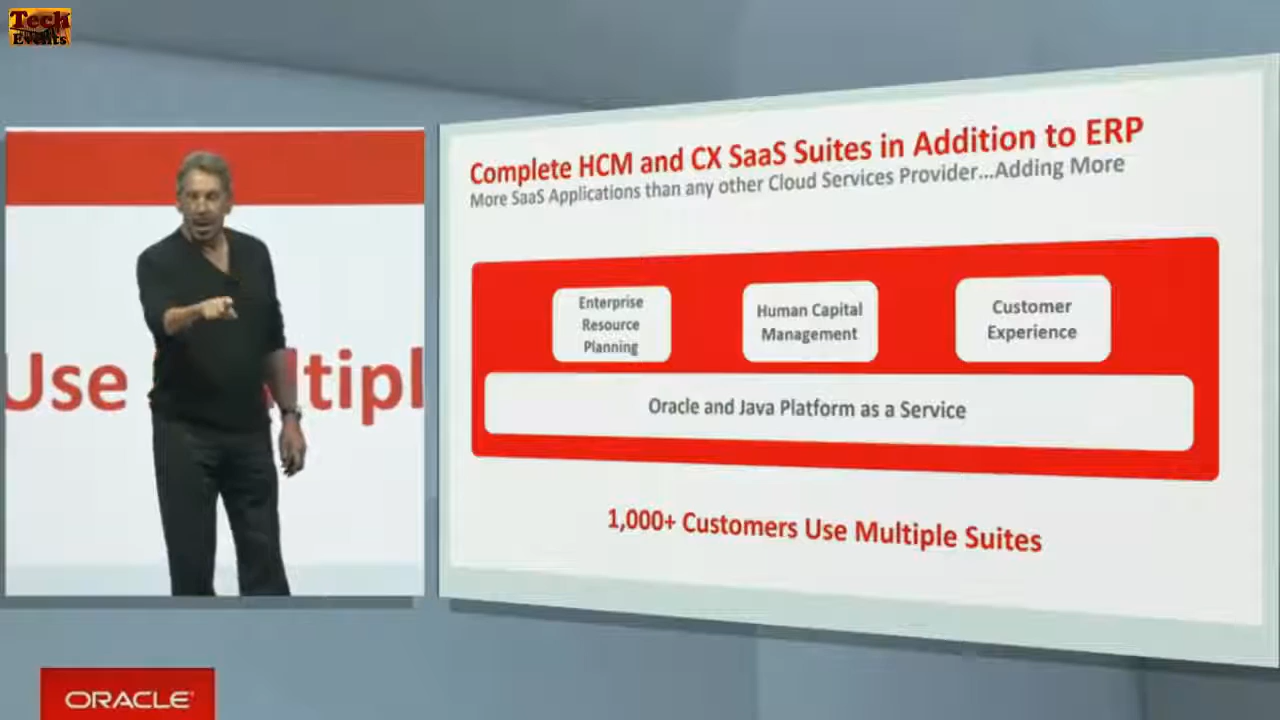 Tech
Events
Complete HCM and CX SaaS Suites in Addition to ERP
More SaaS Applications than any other Cloud Services Provider...Adding More
Enterprise
Resource
Planning
Human Capital
Management
Customer
Experience
Oracle and Java Platform as a Service
1,000+ Customers Use Multiple Suites
Use Multipl
ORACLE